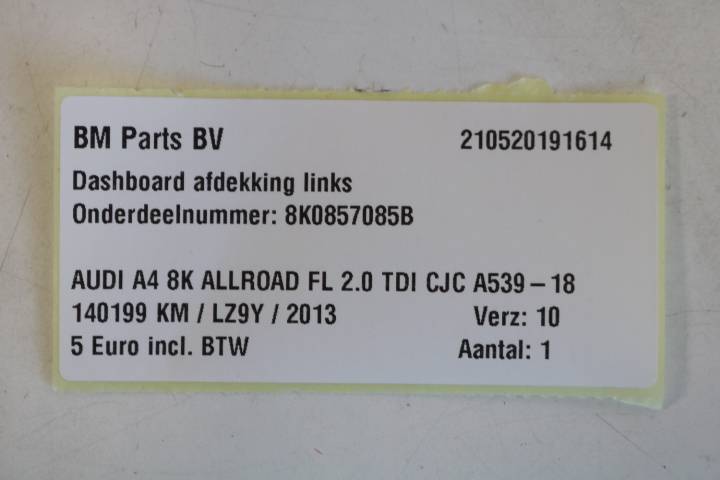 BM Parts BV 210520191614
Dashboard afdekking links
Onderdeelnummer: 8K0857085B
AUDI A4 8K ALLROAD FL 2.0 TDI CJC A539-18
140199 KM / LZ9Y / 2013 Verz: 10
5 Euro incl. BTW Aantal: 1